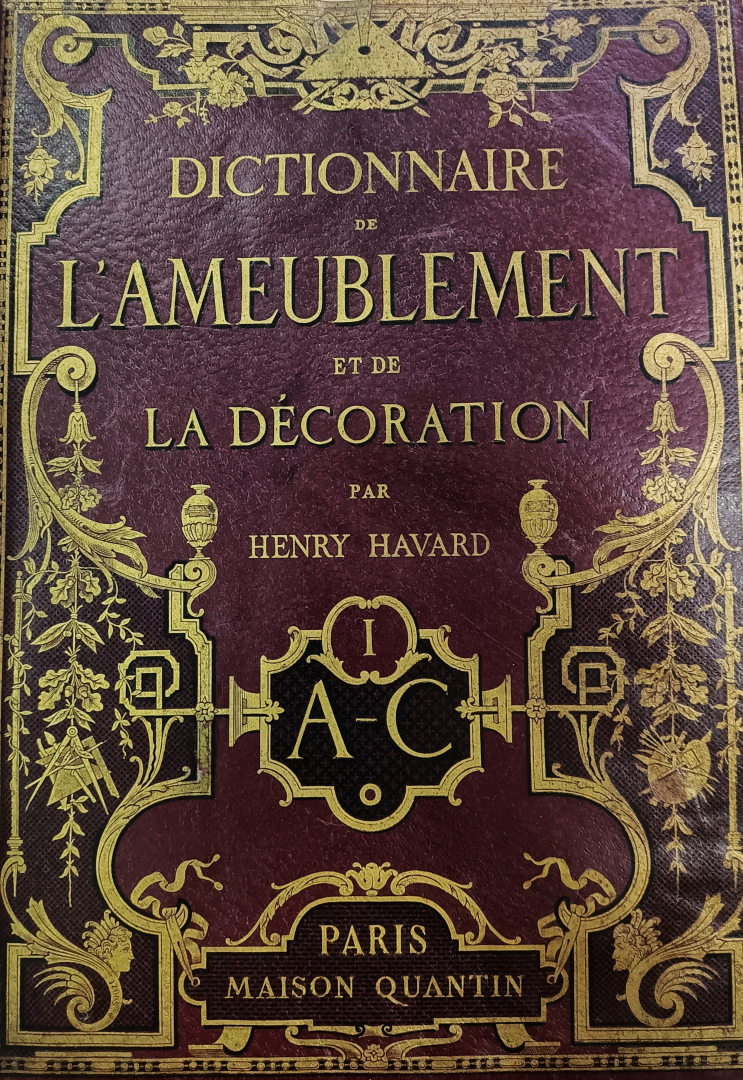 DICTIONNAIRE
DE
L'AMEUBLEMENT
ET DE
LA DÉCORATION
PAR
HENRY HAVARD
I
A-C
PARIS
MAISON QUANTIN